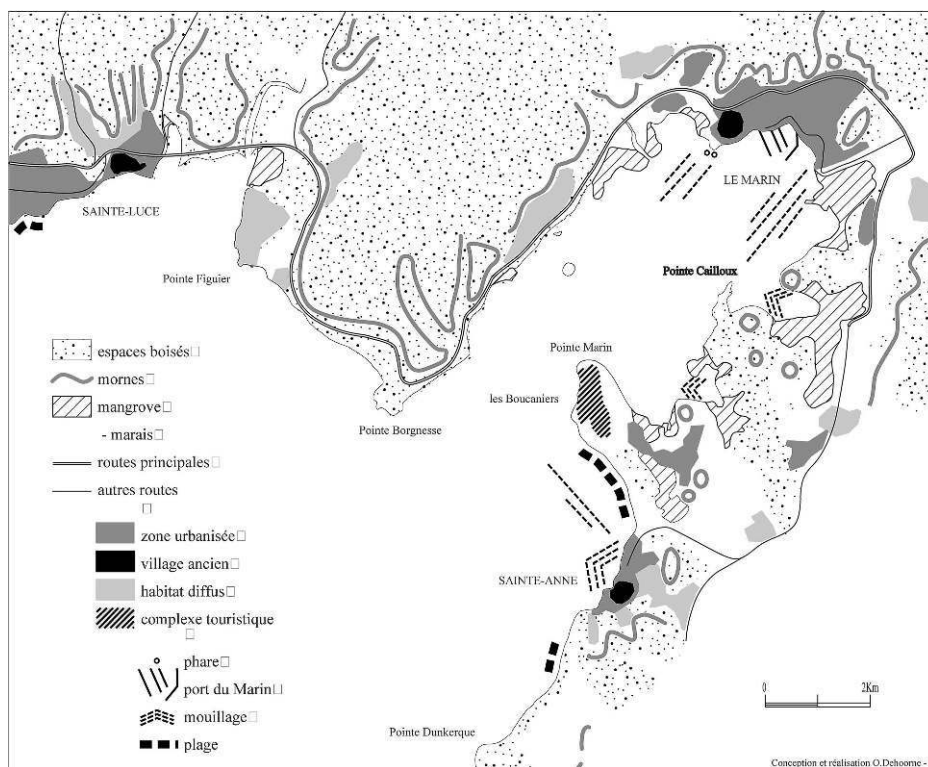 LE MARIN
SAINTE-LUCE
Pointe Cailloux
Pointe Figuier
Pointe Marin
les Boucaniers
Pointe Borgnesse
SAINTE-ANNE
Pointe Dunkerque
espaces boisés
mornes
mangrove
- marais
routes principales
autres routes
zone urbanisée
village ancien
habitat diffus
complexe touristique
phare
port du Marin
mouillage
plage
0 2Km
Conception et réalisation O.Dehoorne -